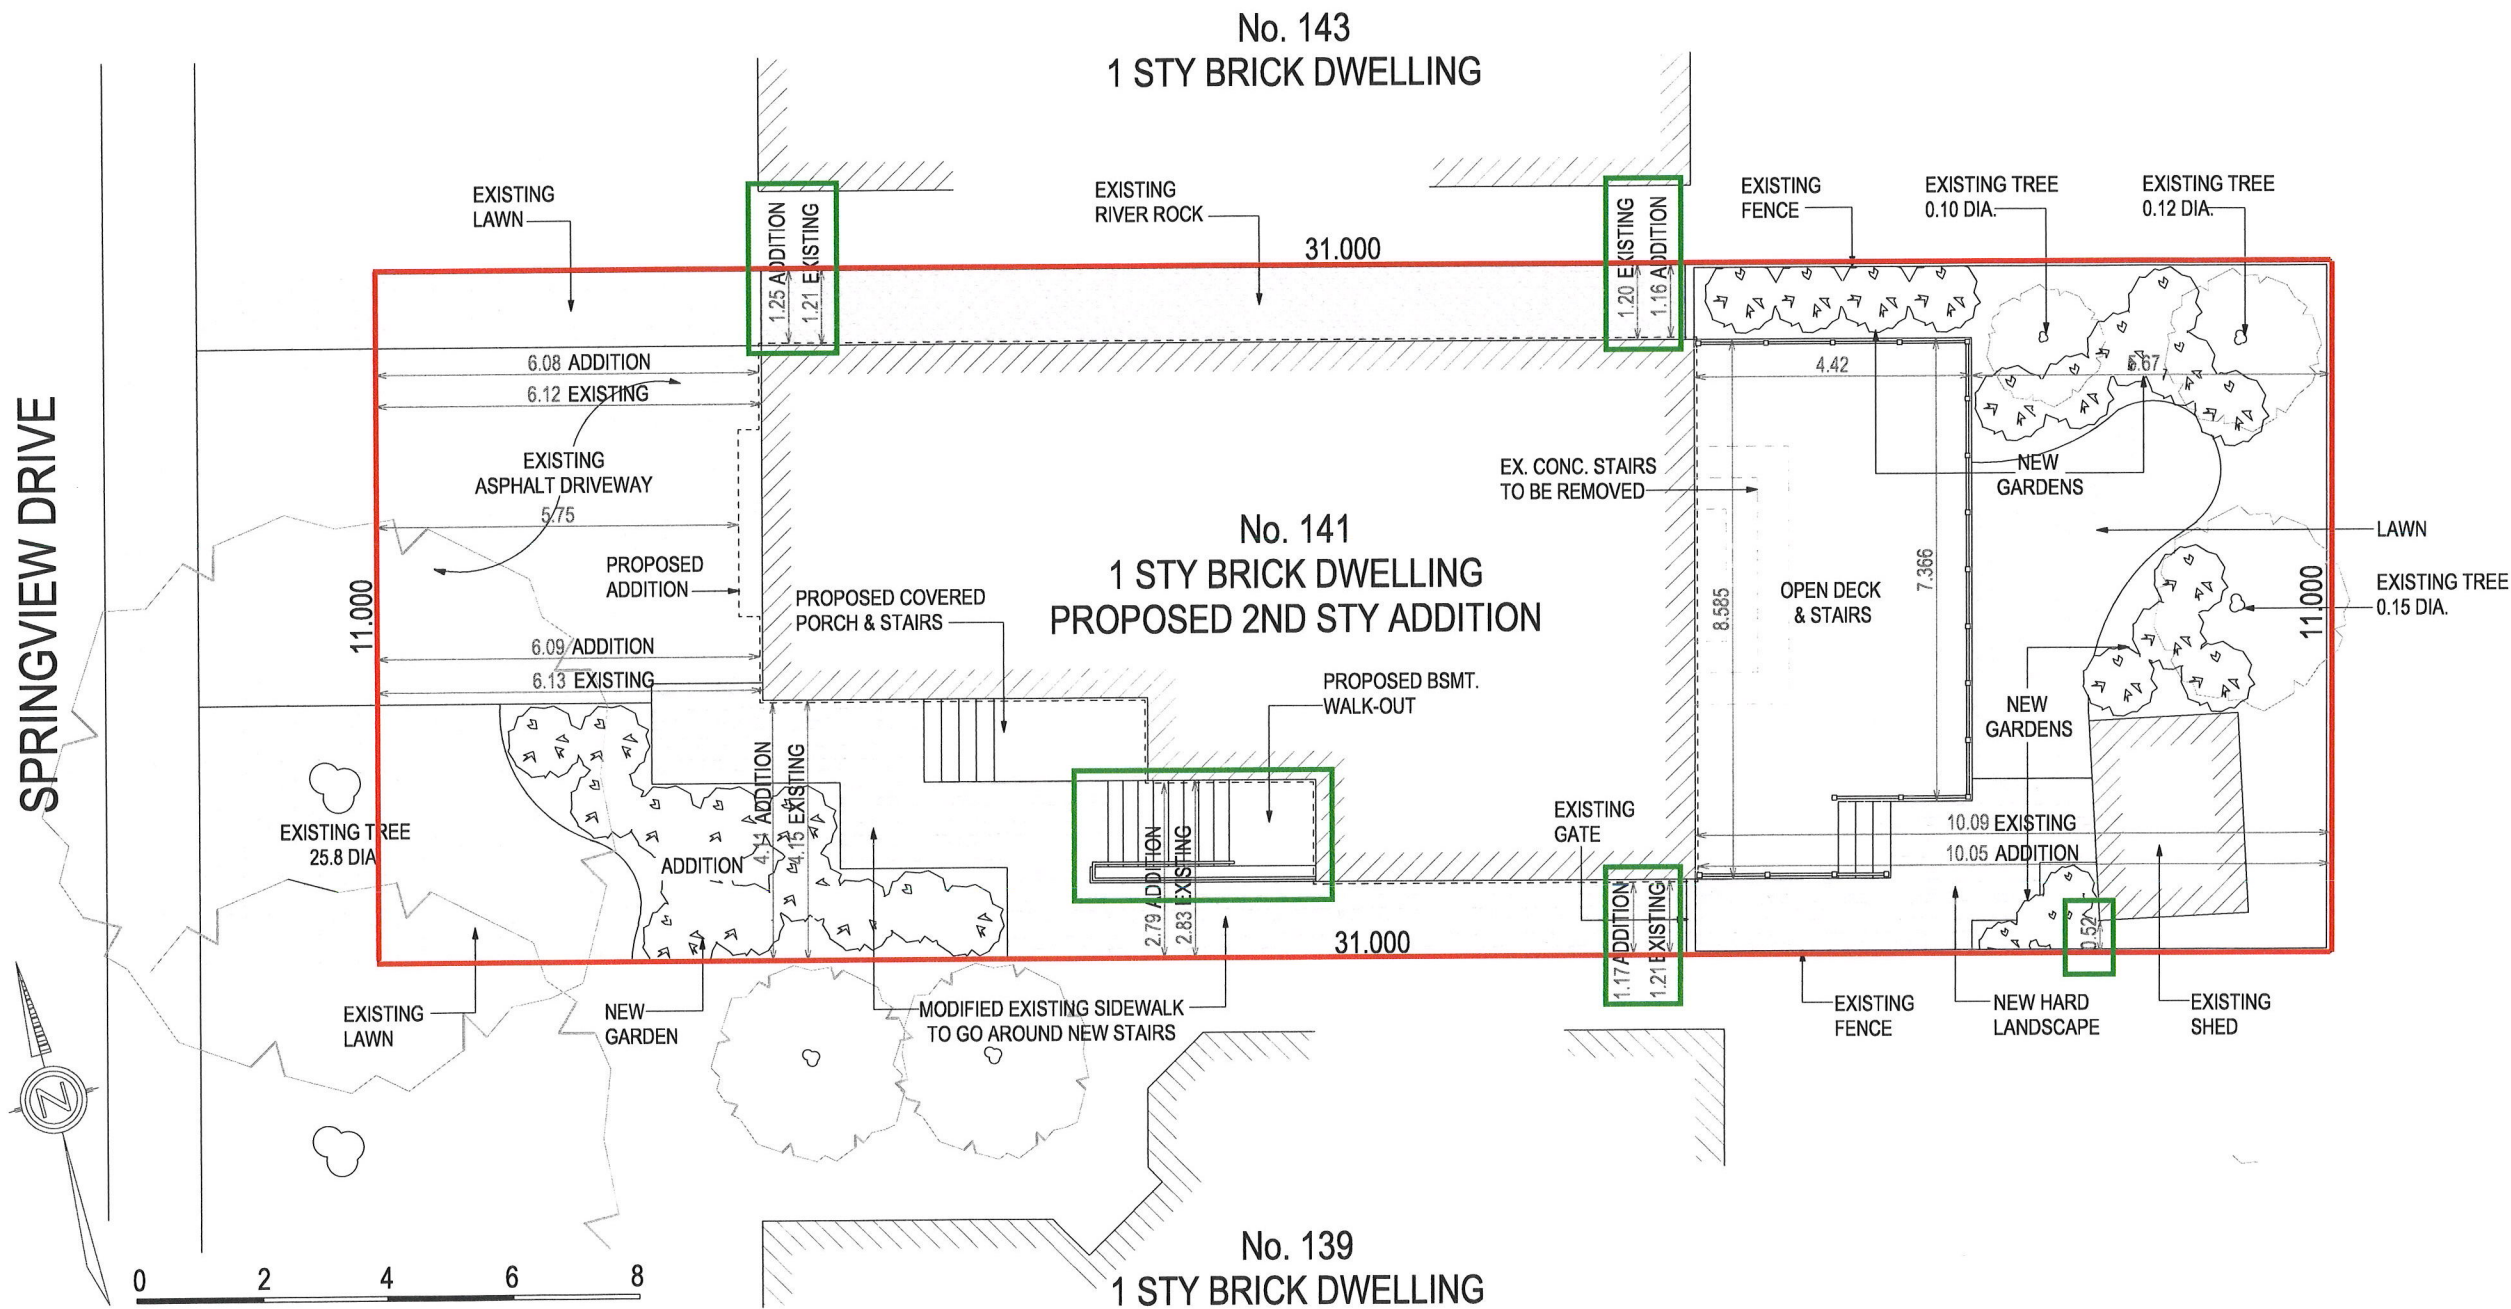 No. 143
1 STY BRICK DWELLING
EXISTING
LAWN
1.25 ADDITION
1.21 EXISTING
EXISTING
RIVER ROCK
31.000
1.20 EXISTING
1.16 ADDITION
EXISTING
FENCE
EXISTING TREE
0.10 DIA.
EXISTING TREE
0.12 DIA.
6.08 ADDITION
6.12 EXISTING
4.42
SPRINGVIEW DRIVE
EXISTING
ASPHALT DRIVEWAY
5.75
PROPOSED
ADDITION
11.000
6.09 ADDITION
6.13 EXISTING
PROPOSED COVERED
PORCH & STAIRS
No. 141
1 STY BRICK DWELLING
PROPOSED 2ND STY ADDITION
EX. CONC. STAIRS
TO BE REMOVED
NEW
GARDENS
LAWN
8.585
OPEN DECK
& STAIRS
7.366
11.000
EXISTING TREE
0.15 DIA.
PROPOSED BSMT.
WALK-OUT
NEW
GARDENS
EXISTING TREE
25.8 DIA
ADDITION
4.11 ADDITION
4.15 EXISTING
2.79 ADDITION
2.83 EXISTING
EXISTING
GATE
10.09 EXISTING
10.05 ADDITION
1.17 ADDITION
1.21 EXISTING
0.52
31.000
EXISTING
LAWN
NEW
GARDEN
MODIFIED EXISTING SIDEWALK
TO GO AROUND NEW STAIRS
EXISTING
FENCE
NEW HARD
LANDSCAPE
EXISTING
SHED
N
No. 139
1 STY BRICK DWELLING
0 2 4 6 8